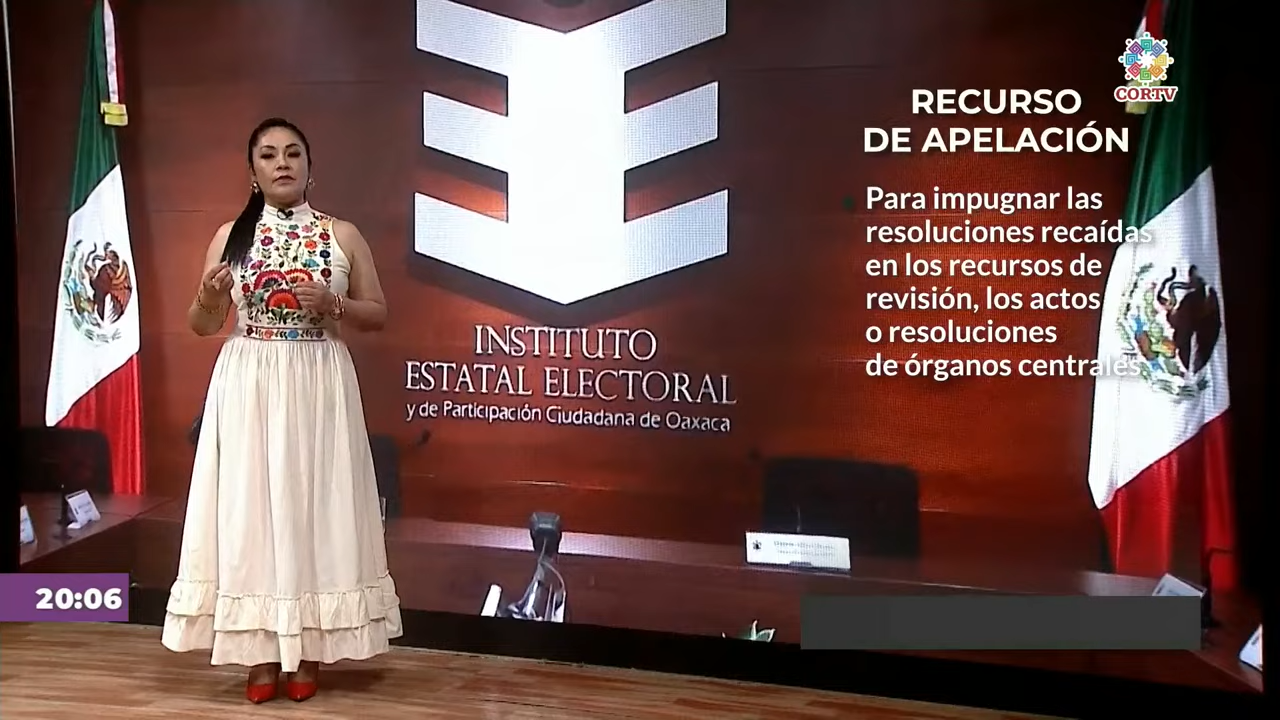 CORTV
RECURSO
DE APELACIÓN
Para impugnar las
resoluciones recaídas
en los recursos de
revisión, los actos
o resoluciones
de órganos centrales
INSTITUTO
ESTATAL ELECTORAL
y de Participación Ciudadana de Oaxaca
20:06